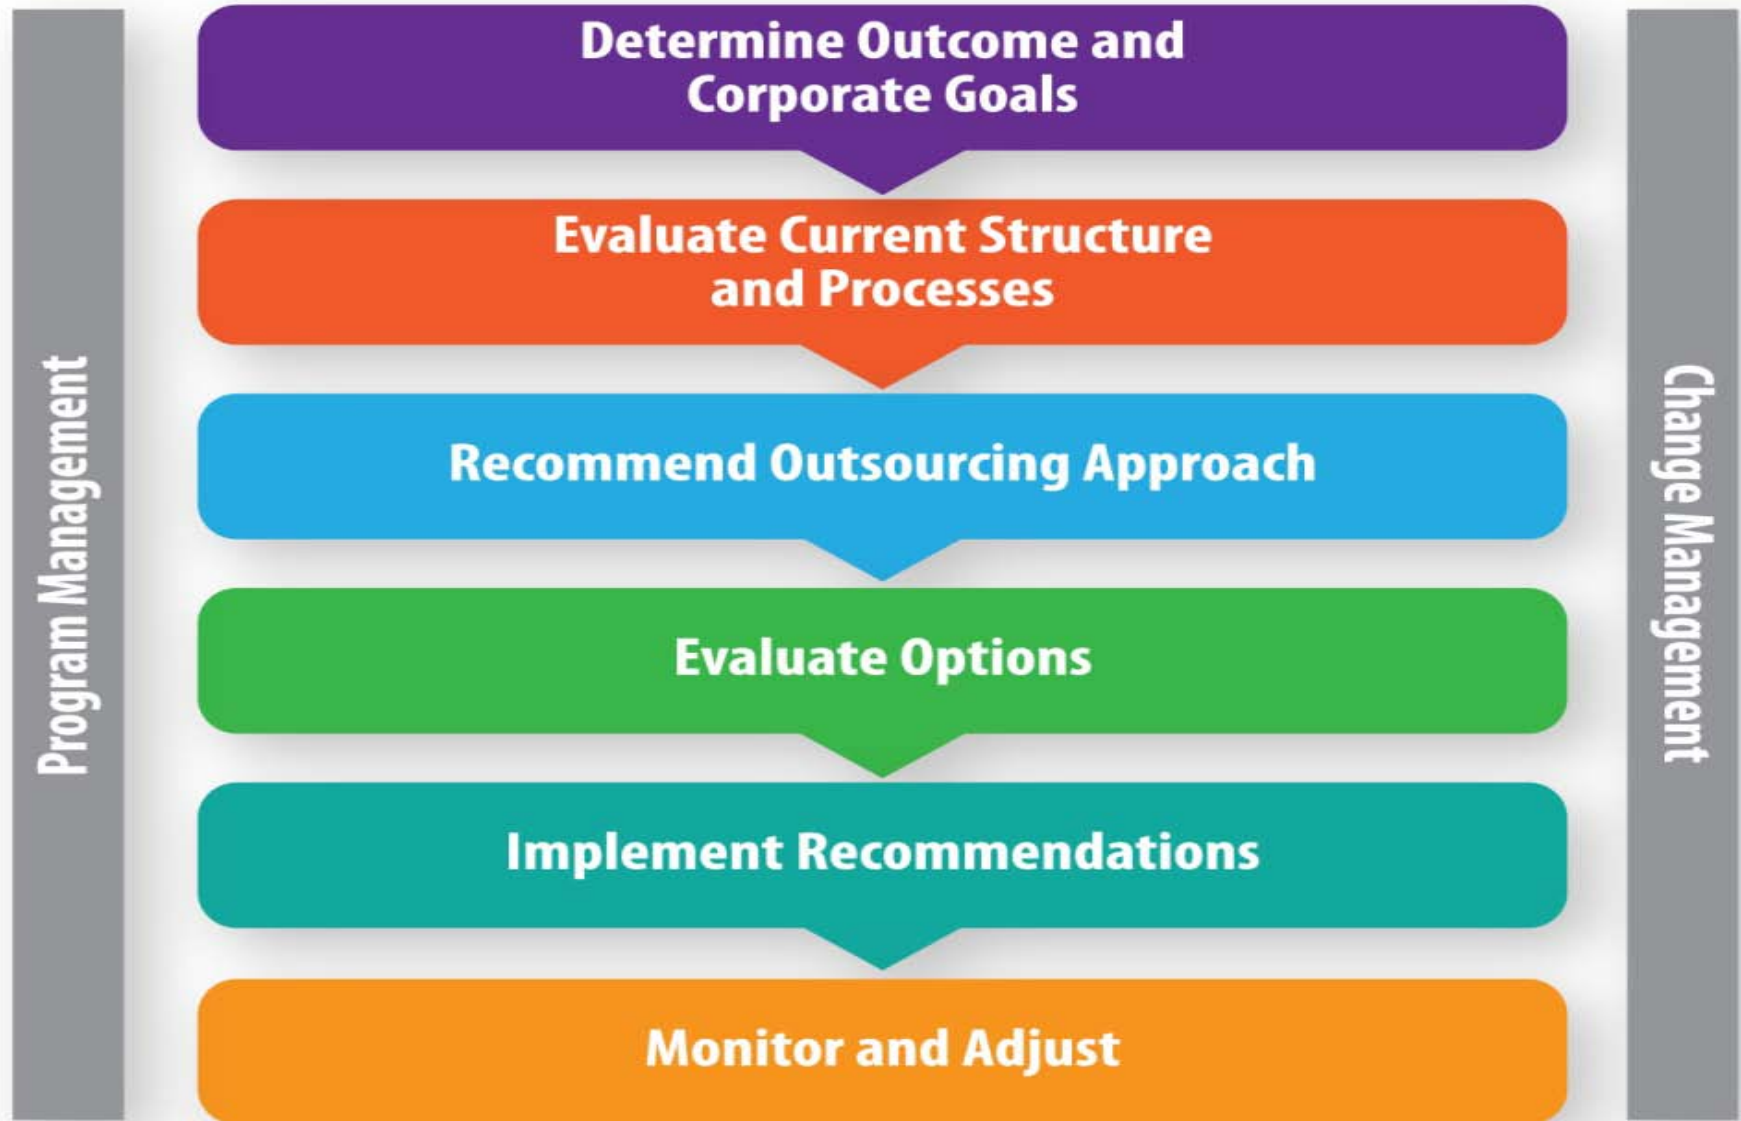 Program Management
Determine Outcome and
Corporate Goals
Evaluate Current Structure
and Processes
Recommend Outsourcing Approach
Evaluate Options
Implement Recommendations
Monitor and Adjust
Change Management